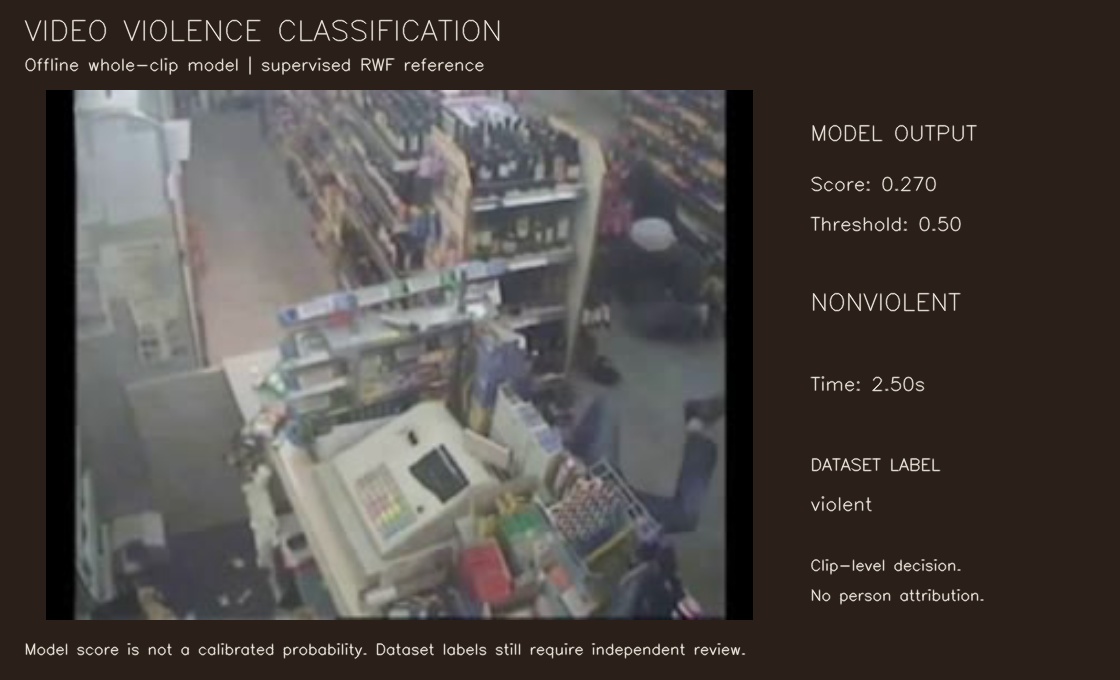 VIDEO VIOLENCE CLASSIFICATION
Offline whole-clip model | supervised RWF reference
MODEL OUTPUT
Score: 0.270
Threshold: 0.50
NONVIOLENT
Time: 2.50s
DATASET LABEL
violent
Clip-level decision.
No person attribution.
Model score is not a calibrated probability. Dataset labels still require independent review.